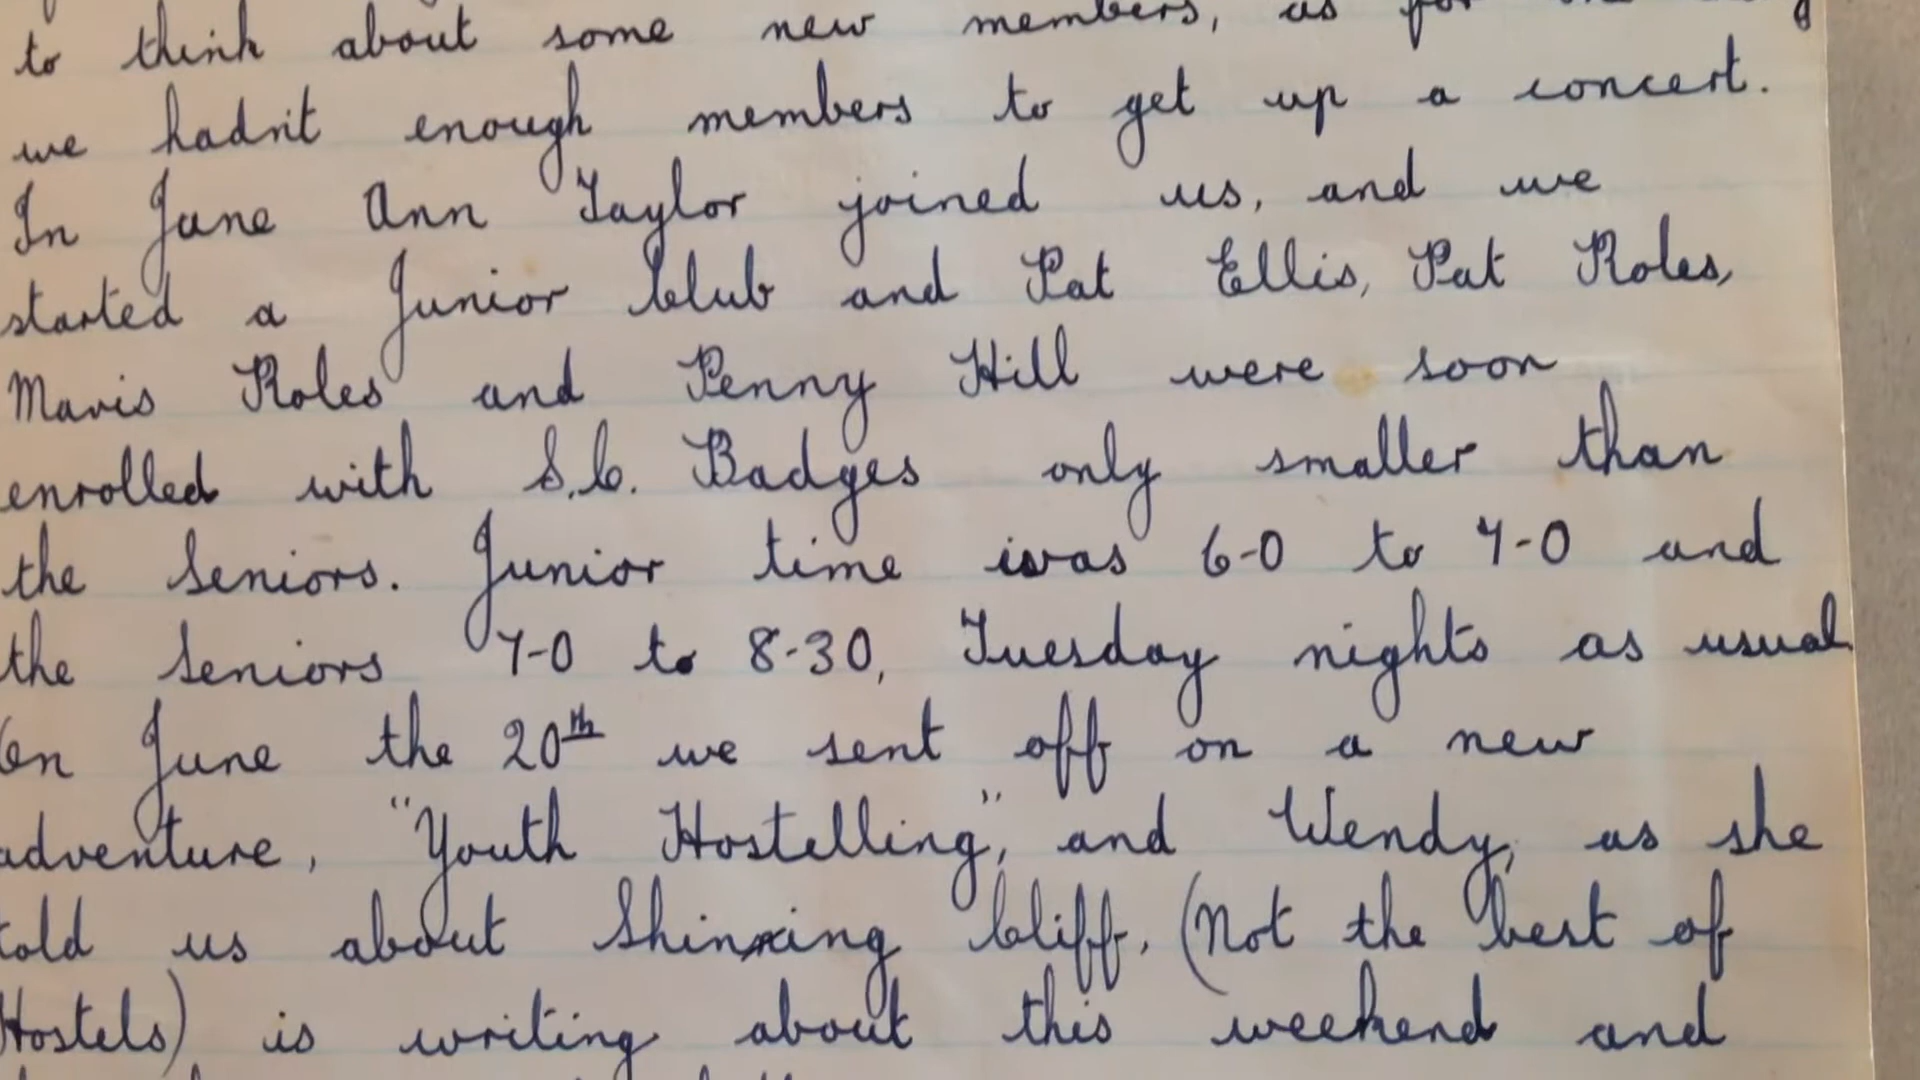 to think about some new members, as for one thing
we hadn't enough members to get up a concert.
In June Ann Taylor joined us, and we
started a Junior Club and Pat Ellis, Pat Roles,
Mavis Roles and Penny Hill were soon
enrolled with S.C. Badges only smaller than
the Seniors. Junior time was 6-0 to 7-0 and
the Seniors 7-0 to 8-30, Tuesday nights as usual
On June the 20th we sent off on a new
adventure, "Youth Hostelling", and Wendy, as she
told us about Shining Cliff, (Not the best of
Hostels) is writing about this weekend and